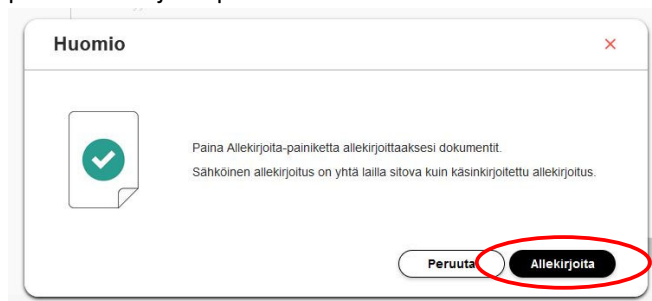 Huomio
Paina Allekirjoita-painiketta allekirjoittaaksesi dokumentit.
Sähköinen allekirjoitus on yhtä lailla sitova kuin käsinkirjoitettu allekirjoitus.
Peruuta Allekirjoita